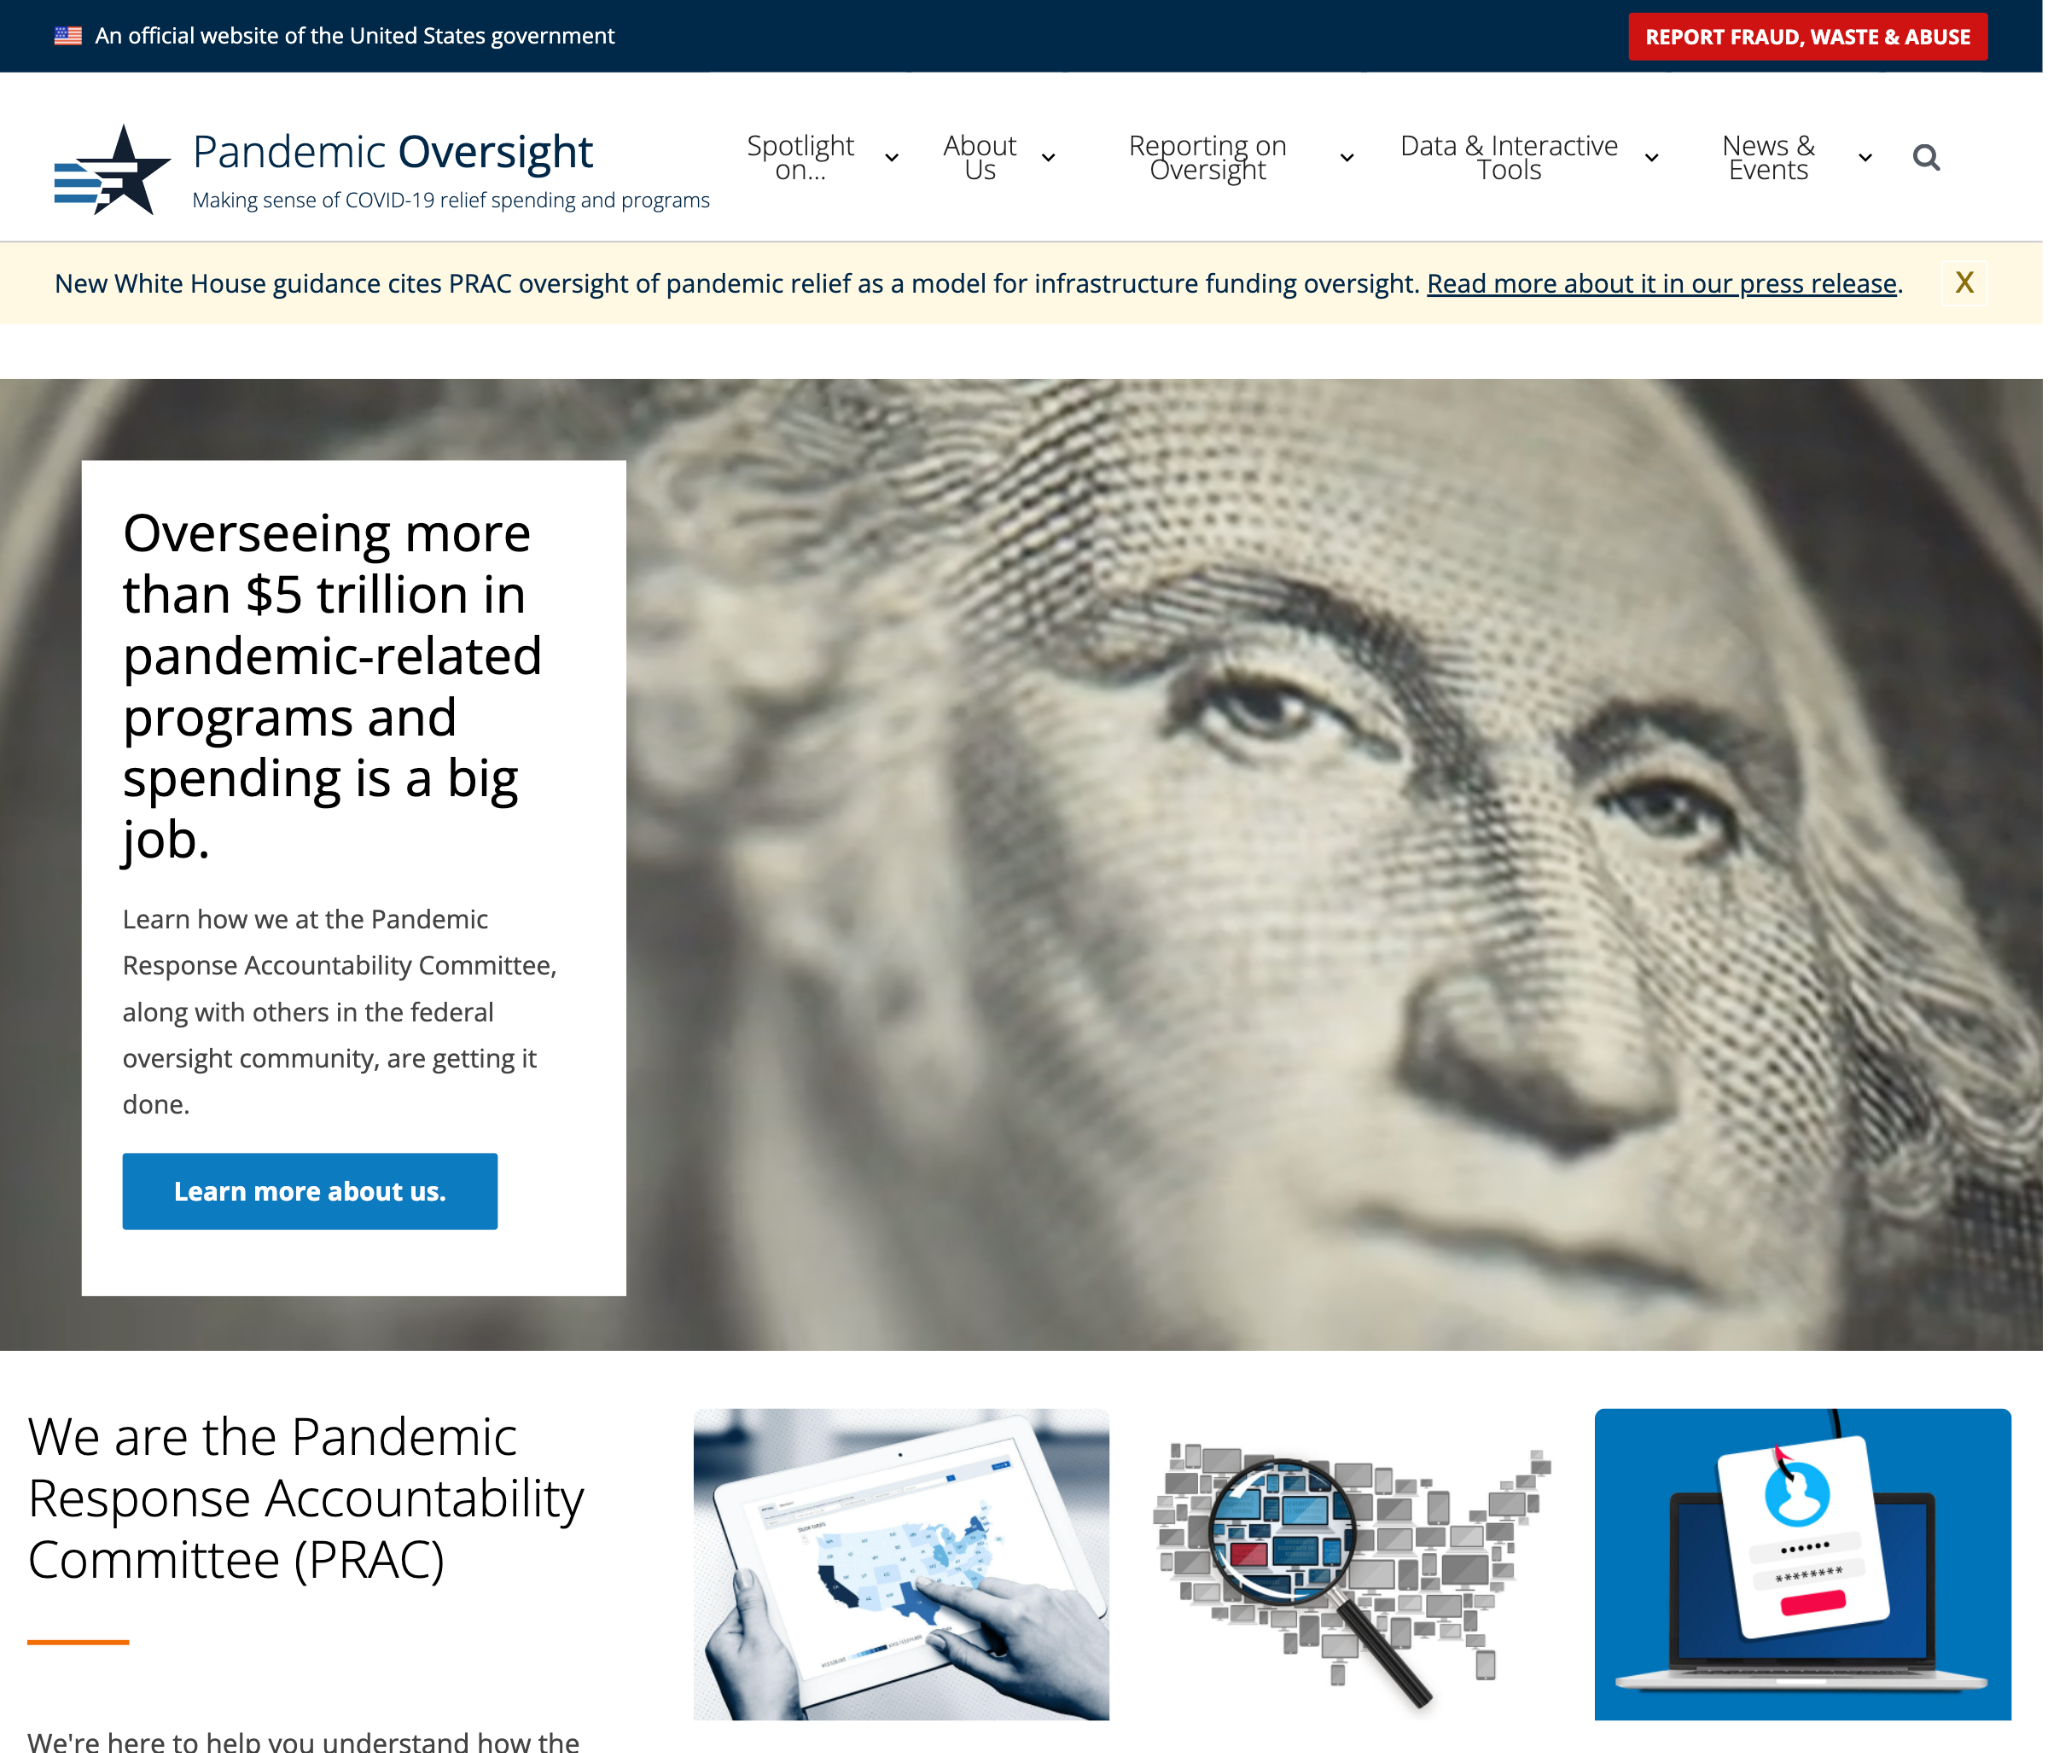 An official website of the United States government
REPORT FRAUD, WASTE & ABUSE
Pandemic Oversight
Making sense of COVID-19 relief spending and programs
Spotlight
on...
About
Us
Reporting on
Oversight
Data & Interactive
Tools
News &
Events
New White House guidance cites PRAC oversight of pandemic relief as a model for infrastructure funding oversight. Read more about it in our press release.
X
Overseeing more
than $5 trillion in
pandemic-related
programs and
spending is a big
job.
Learn how we at the Pandemic
Response Accountability Committee,
along with others in the federal
oversight community, are getting it
done.
Learn more about us.
We are the Pandemic
Response Accountability
Committee (PRAC)
We're here to help you understand how the